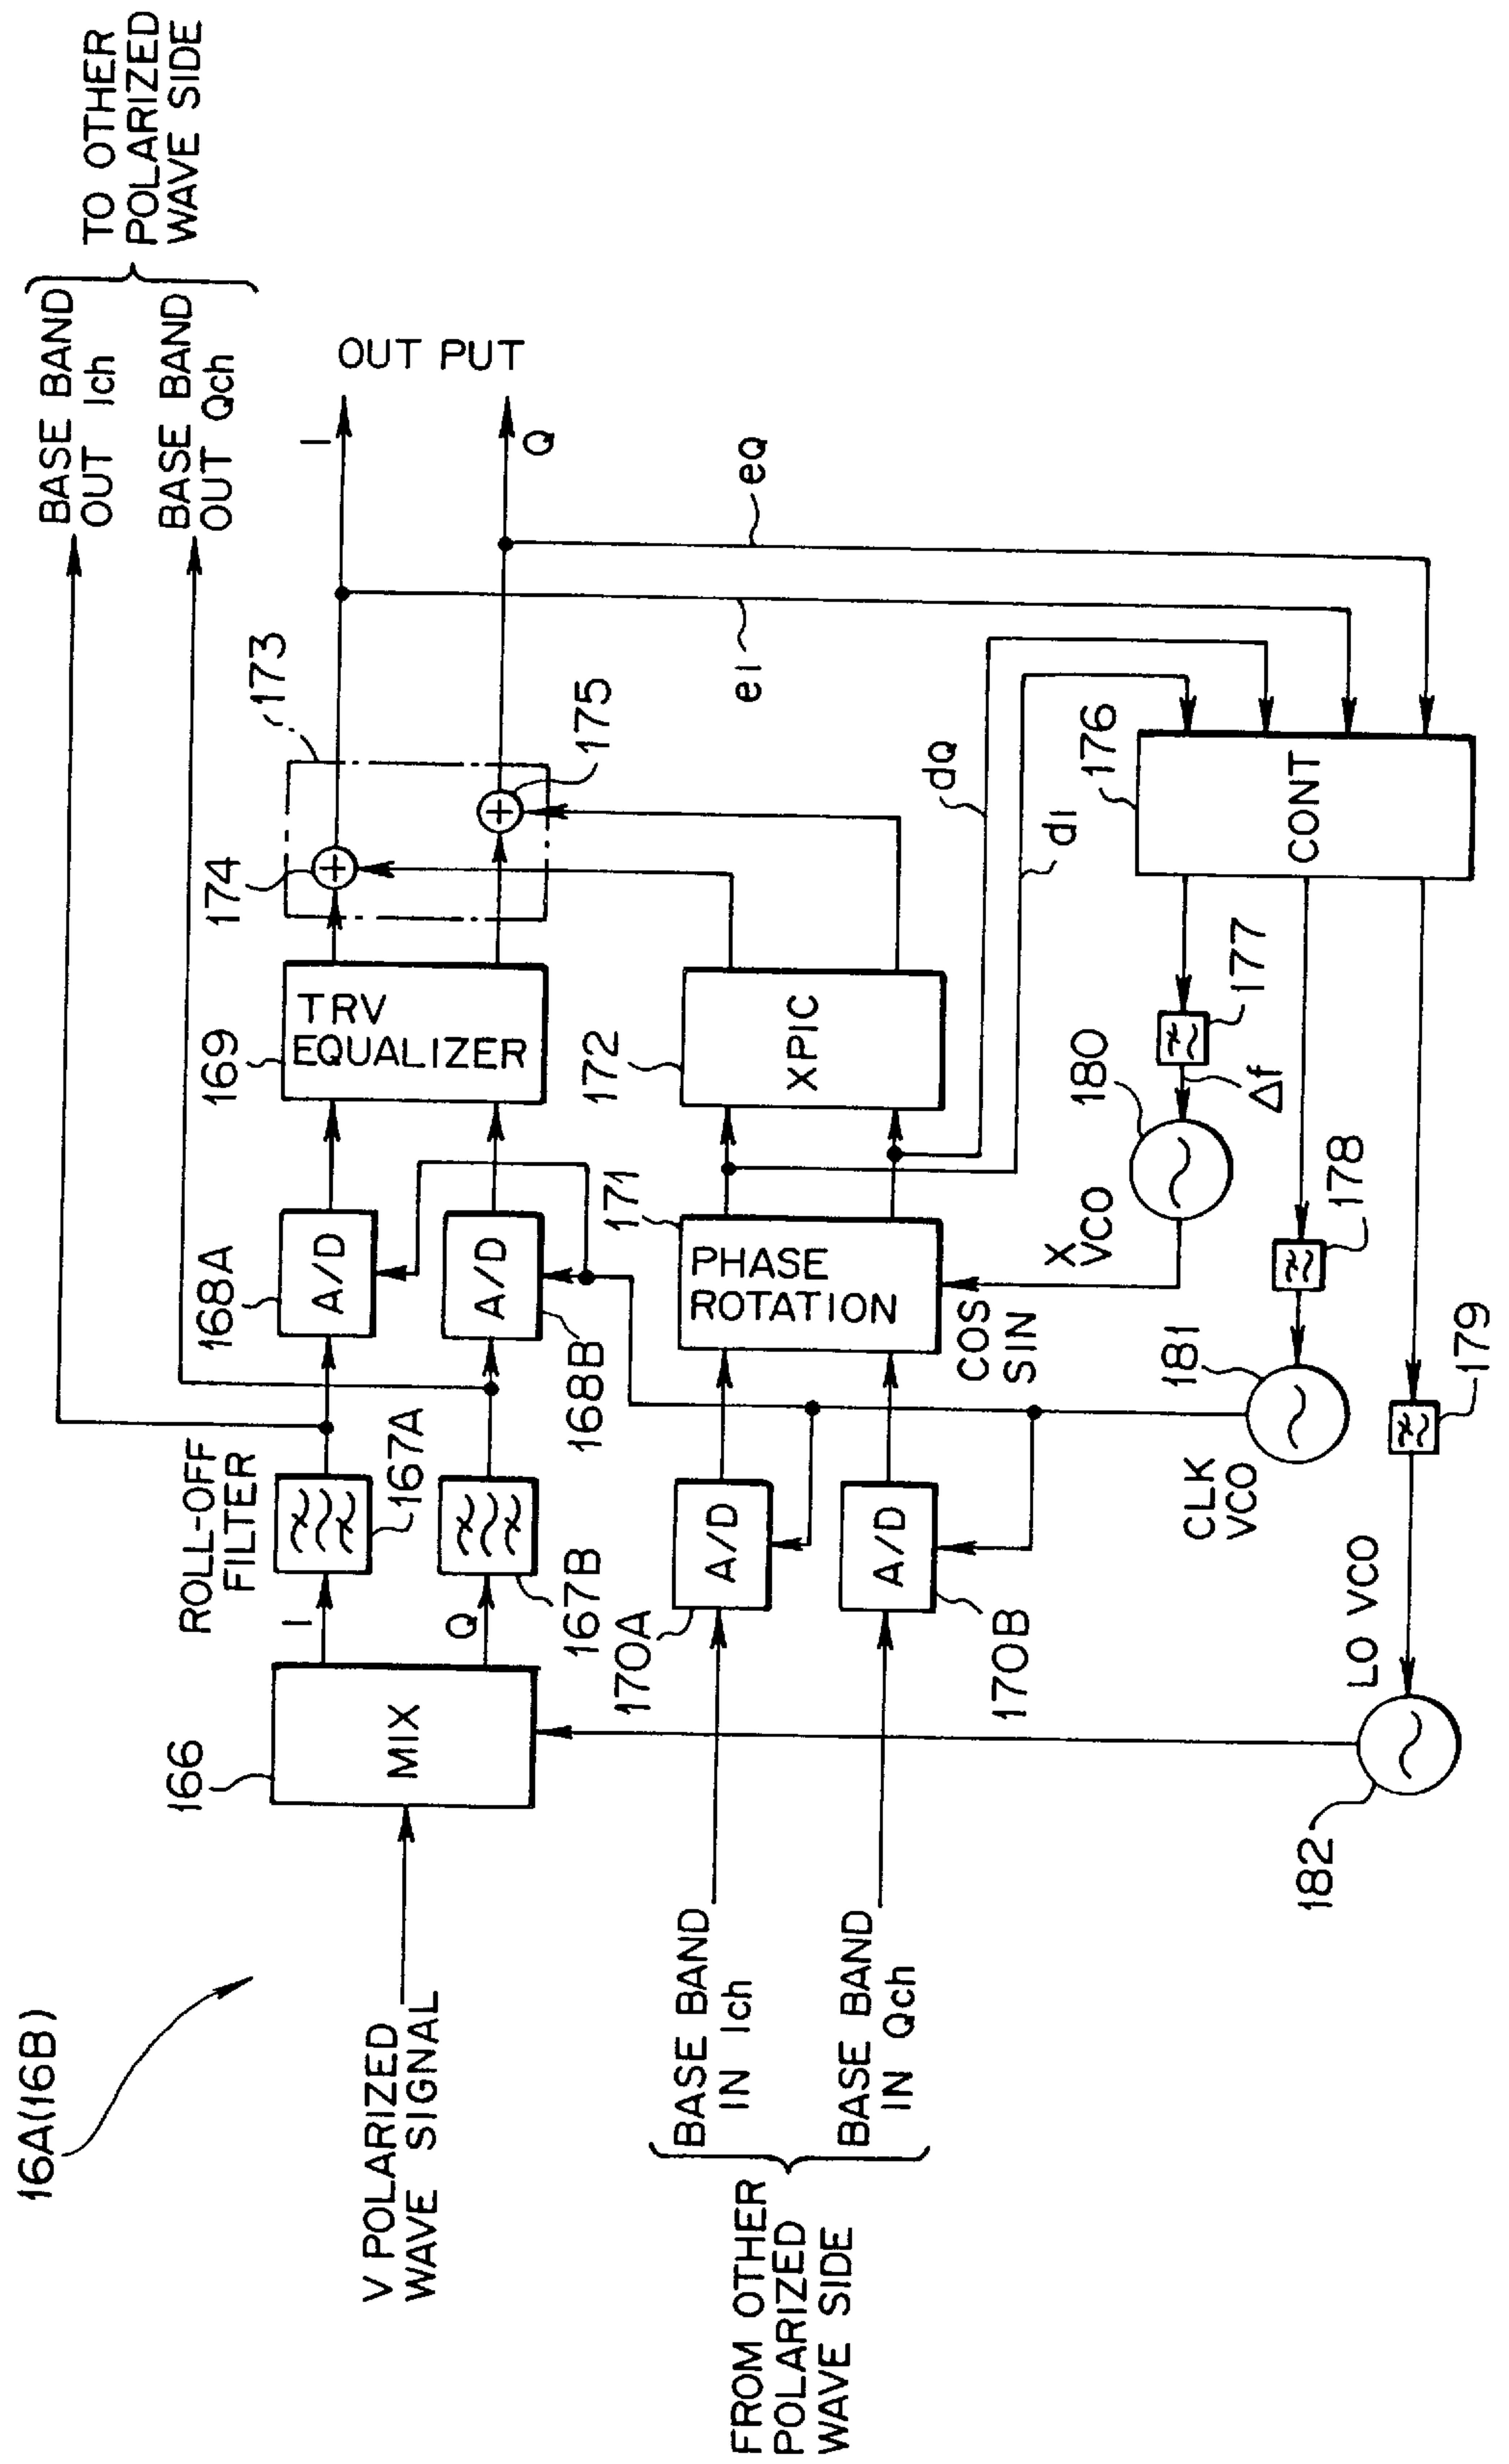 16A(16B)
TO OTHER
POLARIZED
WAVE SIDE
BASE BAND
OUT Ich
BASE BAND
OUT Qch
V POLARIZED
WAVE SIGNAL
166
MIX
I
Q
ROLL-OFF
FILTER
167A
167B
168A
A/D
A/D
168B
169
TRV
EQUALIZER
173
174
175
I
Q
OUT PUT
FROM OTHER
POLARIZED
WAVE SIDE
BASE BAND
IN Ich
BASE BAND
IN Qch
170A
A/D
A/D
170B
171
PHASE
ROTATION
COS
SIN
172
XPIC
dQ
dI
eI
eQ
X
VCO
180
Δf
177
176
CONT
CLK
VCO
181
178
LO VCO
182
179